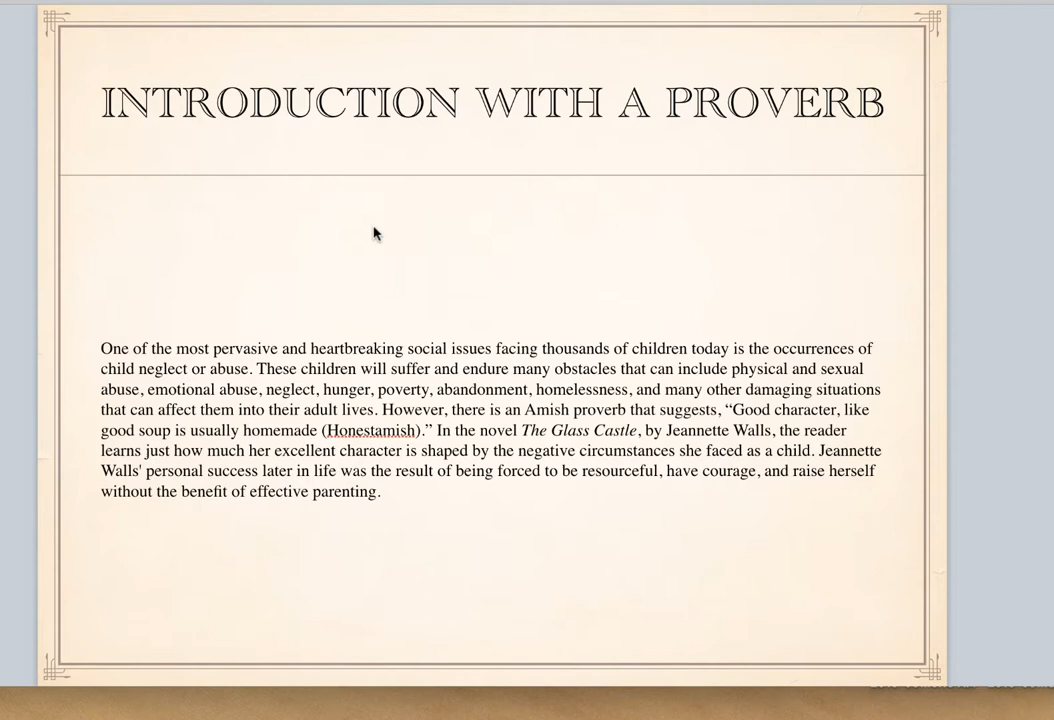 INTRODUCTION WITH A PROVERB
One of the most pervasive and heartbreaking social issues facing thousands of children today is the occurrences of
child neglect or abuse. These children will suffer and endure many obstacles that can include physical and sexual
abuse, emotional abuse, neglect, hunger, poverty, abandonment, homelessness, and many other damaging situations
that can affect them into their adult lives. However, there is an Amish proverb that suggests, “Good character, like
good soup is usually homemade (Honestamish).” In the novel The Glass Castle, by Jeannette Walls, the reader
learns just how much her excellent character is shaped by the negative circumstances she faced as a child. Jeannette
Walls' personal success later in life was the result of being forced to be resourceful, have courage, and raise herself
without the benefit of effective parenting.